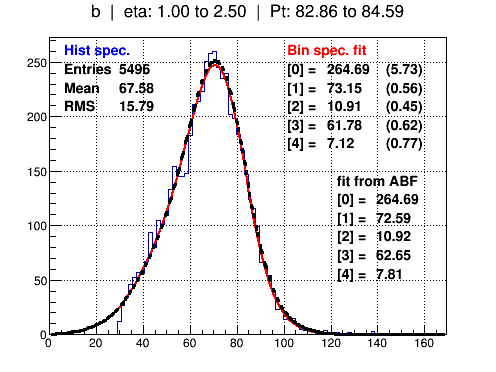 b | eta: 1.00 to 2.50 | Pt: 82.86 to 84.59
Hist spec.
Entries 5496
Mean 67.58
RMS 15.79
Bin spec. fit
[0] = 264.69 (5.73)
[1] = 73.15 (0.56)
[2] = 10.91 (0.45)
[3] = 61.78 (0.62)
[4] = 7.12 (0.77)
fit from ABF
[0] = 264.69
[1] = 72.59
[2] = 10.92
[3] = 62.65
[4] = 7.81
250
200
150
100
50
0
0 20 40 60 80 100 120 140 160